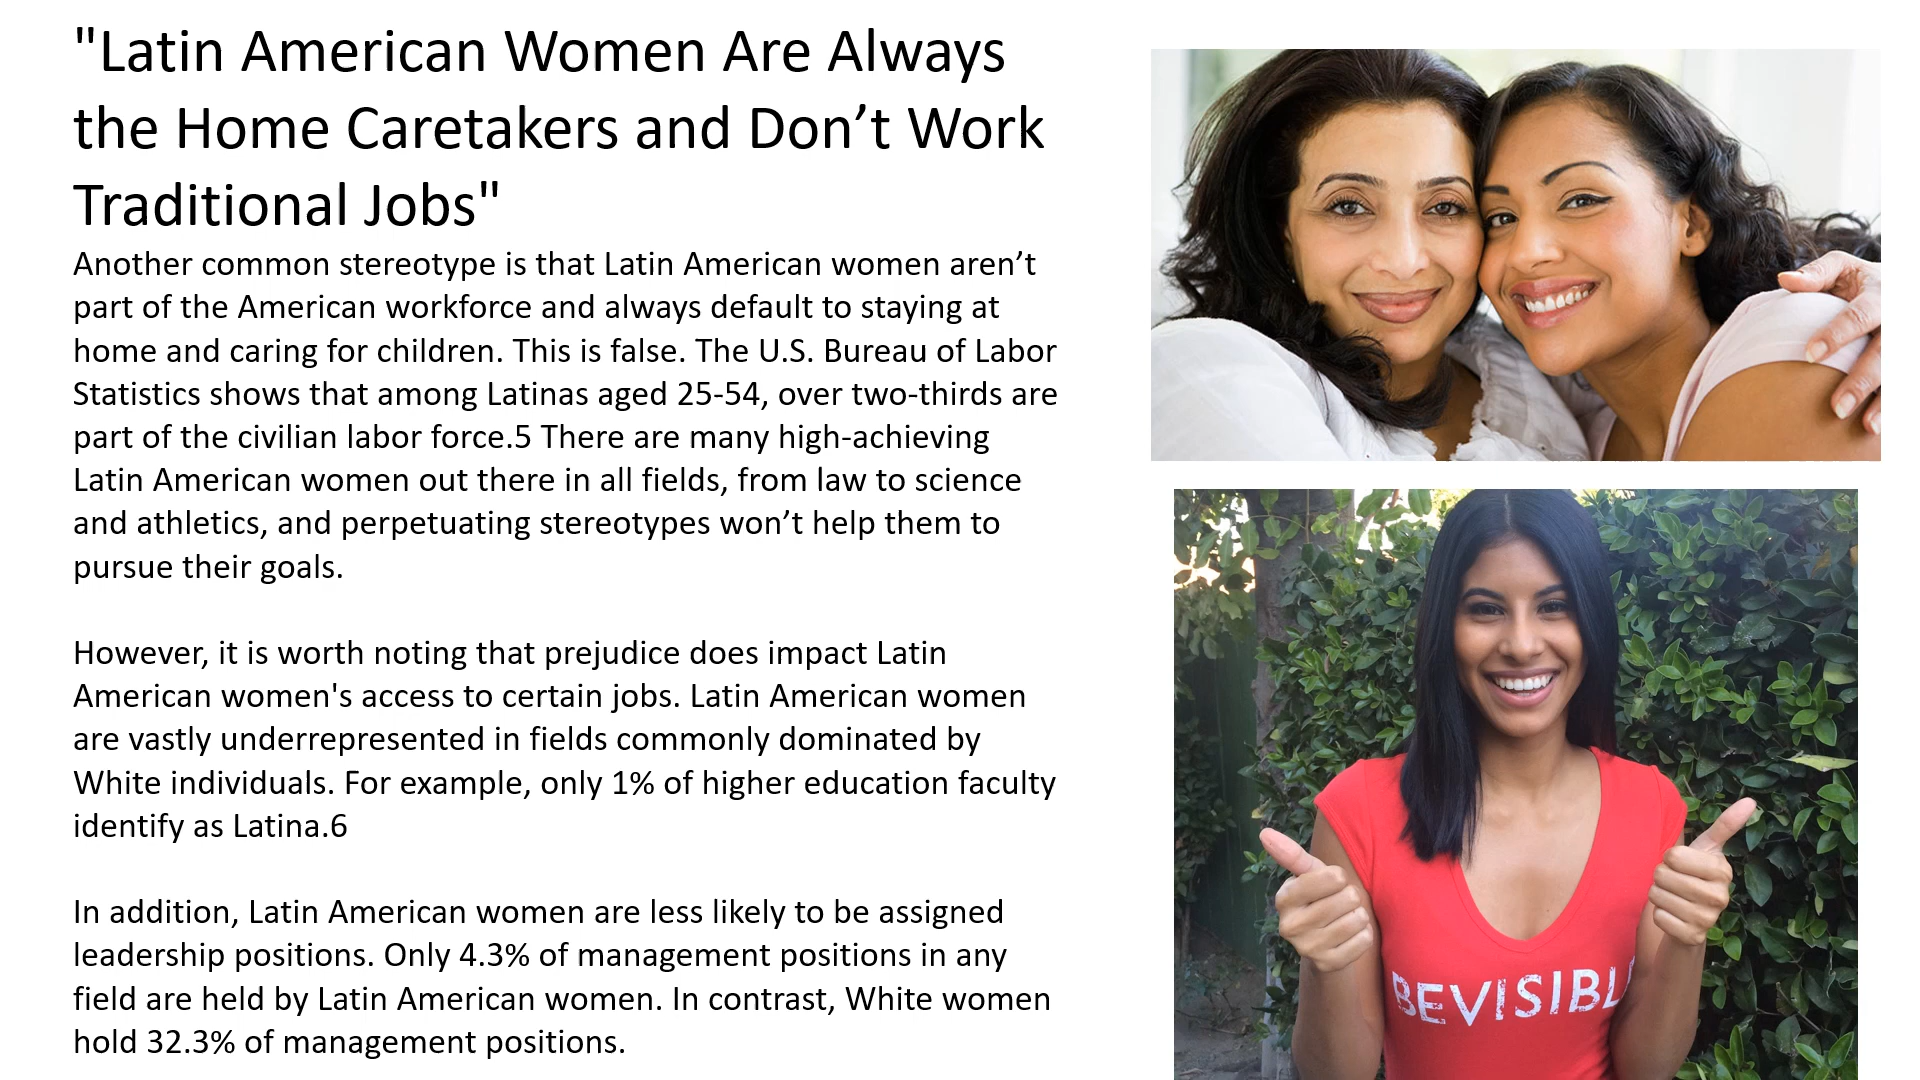 "Latin American Women Are Always
the Home Caretakers and Don’t Work
Traditional Jobs"
Another common stereotype is that Latin American women aren’t
part of the American workforce and always default to staying at
home and caring for children. This is false. The U.S. Bureau of Labor
Statistics shows that among Latinas aged 25-54, over two-thirds are
part of the civilian labor force.5 There are many high-achieving
Latin American women out there in all fields, from law to science
and athletics, and perpetuating stereotypes won’t help them to
pursue their goals.
However, it is worth noting that prejudice does impact Latin
American women's access to certain jobs. Latin American women
are vastly underrepresented in fields commonly dominated by
White individuals. For example, only 1% of higher education faculty
identify as Latina.6
In addition, Latin American women are less likely to be assigned
leadership positions. Only 4.3% of management positions in any
field are held by Latin American women. In contrast, White women
hold 32.3% of management positions.
BEVISIBL